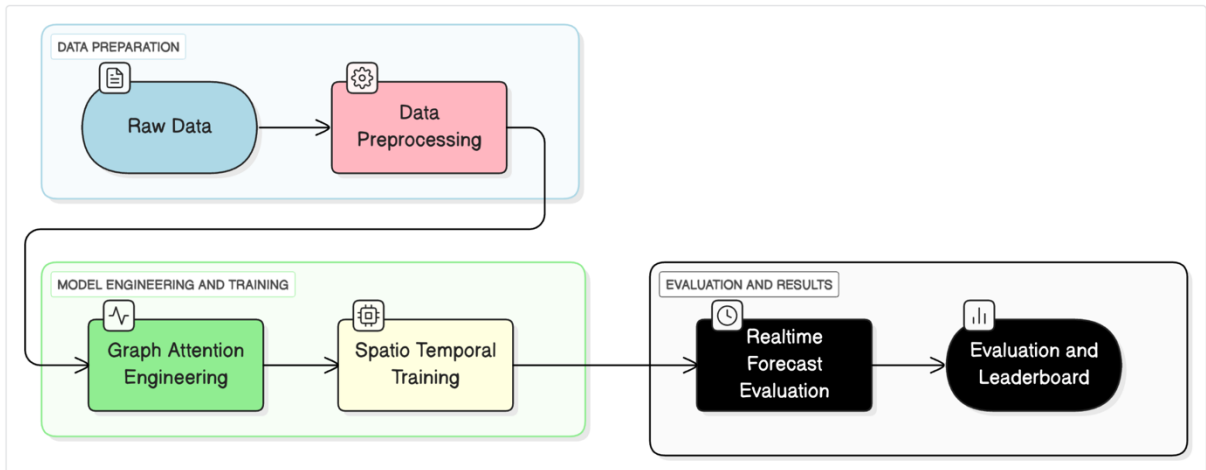 DATA PREPARATION
Raw Data
Data
Preprocessing
MODEL ENGINEERING AND TRAINING
Graph Attention
Engineering
Spatio Temporal
Training
EVALUATION AND RESULTS
Realtime
Forecast
Evaluation
Evaluation and
Leaderboard